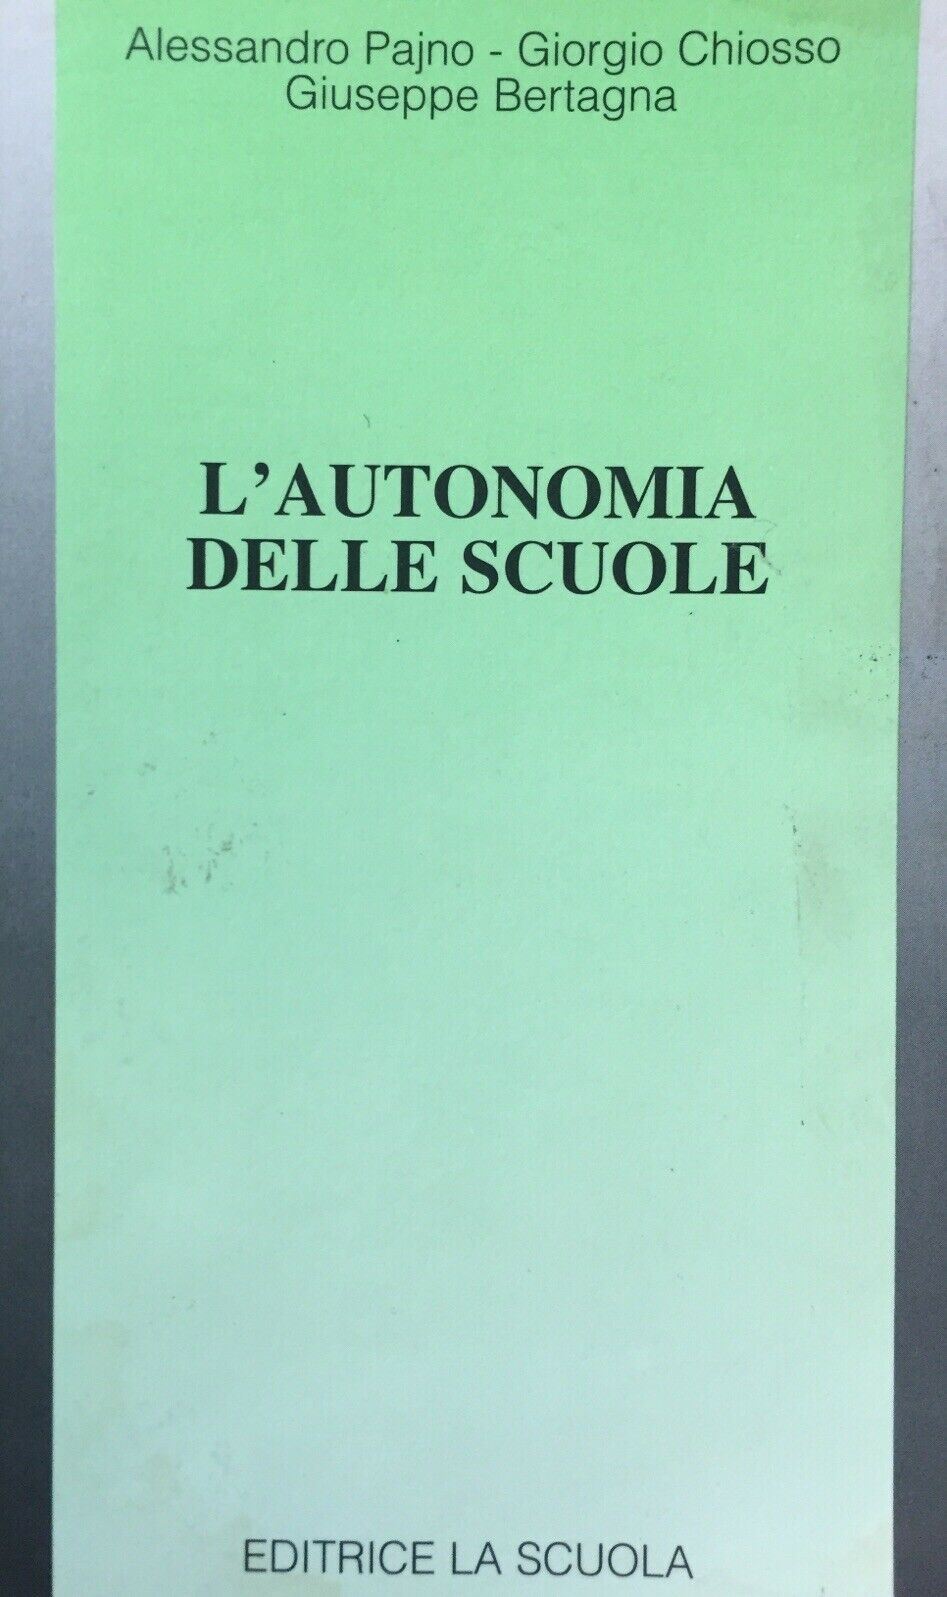 Alessandro Pajno - Giorgio Chiosso
Giuseppe Bertagna
L'AUTONOMIA
DELLE SCUOLE
EDITRICE LA SCUOLA